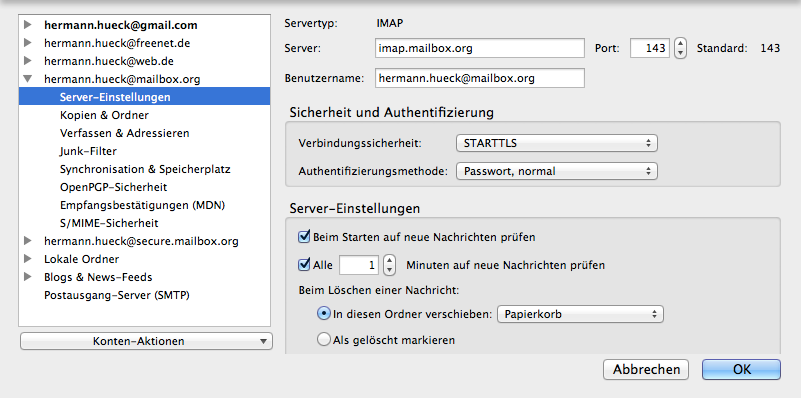 hermann.hueck@gmail.com
hermann.hueck@freenet.de
hermann.hueck@web.de
hermann.hueck@mailbox.org
Server-Einstellungen
Kopien & Ordner
Verfassen & Adressieren
Junk-Filter
Synchronisation & Speicherplatz
OpenPGP-Sicherheit
Empfangsbestätigungen (MDN)
S/MIME-Sicherheit
hermann.hueck@secure.mailbox.org
Lokale Ordner
Blogs & News-Feeds
Postausgang-Server (SMTP)
Konten-Aktionen
Servertyp: IMAP
Server: imap.mailbox.org Port: 143 Standard: 143
Benutzername: hermann.hueck@mailbox.org
Sicherheit und Authentifizierung
Verbindungssicherheit: STARTTLS
Authentifizierungsmethode: Passwort, normal
Server-Einstellungen
Beim Starten auf neue Nachrichten prüfen
Alle 1 Minuten auf neue Nachrichten prüfen
Beim Löschen einer Nachricht:
In diesen Ordner verschieben: Papierkorb
Als gelöscht markieren
Abbrechen OK